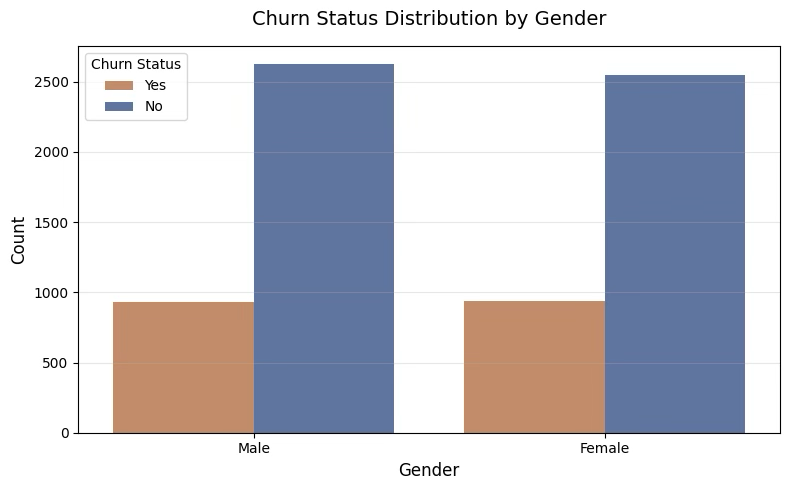 Churn Status Distribution by Gender
Churn Status
Yes
No
2500
2000
1500
1000
500
0
Count
Male
Female
Gender